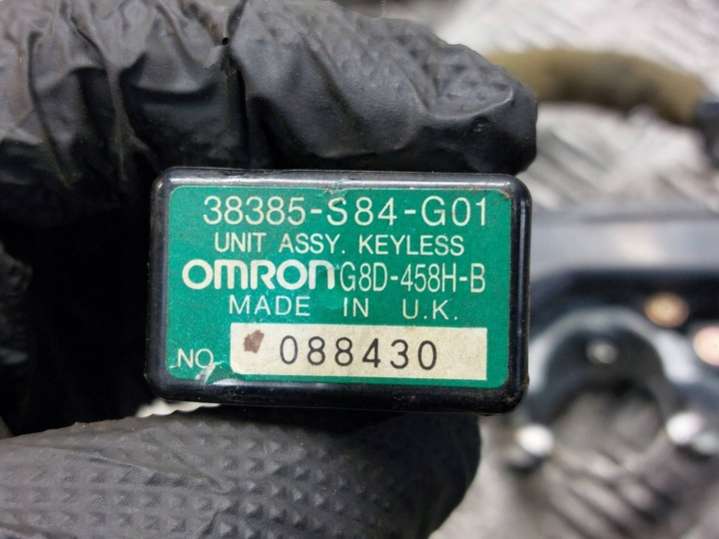 38385-S84-G01
UNIT ASSY. KEYLESS
OMRON G8D-458H-B
MADE IN U.K.
NO. 088430